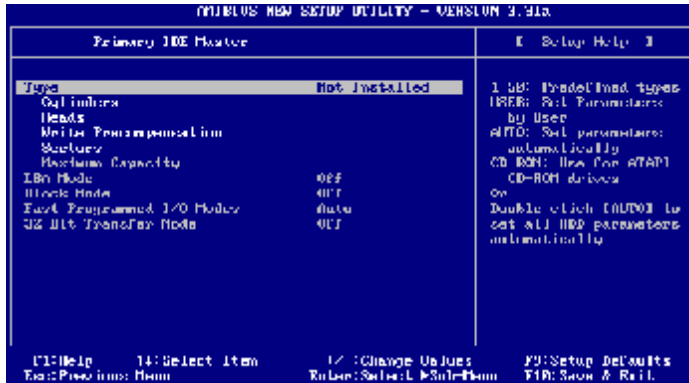 AMIBIOS NEW SETUP UTILITY - VERSION 3.31a
Primary IDE Master
[ Setup Help ]
Type Not Installed
Cylinders
Heads
Write Precompensation
Sectors
Maximum Capacity
LBA Mode Off
Block Mode Off
Fast Programmed I/O Modes Auto
32 Bit Transfer Mode Off
1-50: Predefined types
USER: Set Parameters
by User
AUTO: Set parameters
automatically
CD-ROM: Use for ATAPI
CD-ROM drives
Or
Double click [AUTO] to
set all HDD parameters
automatically
F1:Help ↑↓:Select Item +/-:Change Values F9:Setup Defaults
Esc:Previous Menu Enter:Select ►Sub-Menu F10:Save & Exit